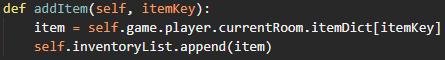 def addItem(self, itemKey):
    item = self.game.player.currentRoom.itemDict[itemKey]
    self.inventoryList.append(item)